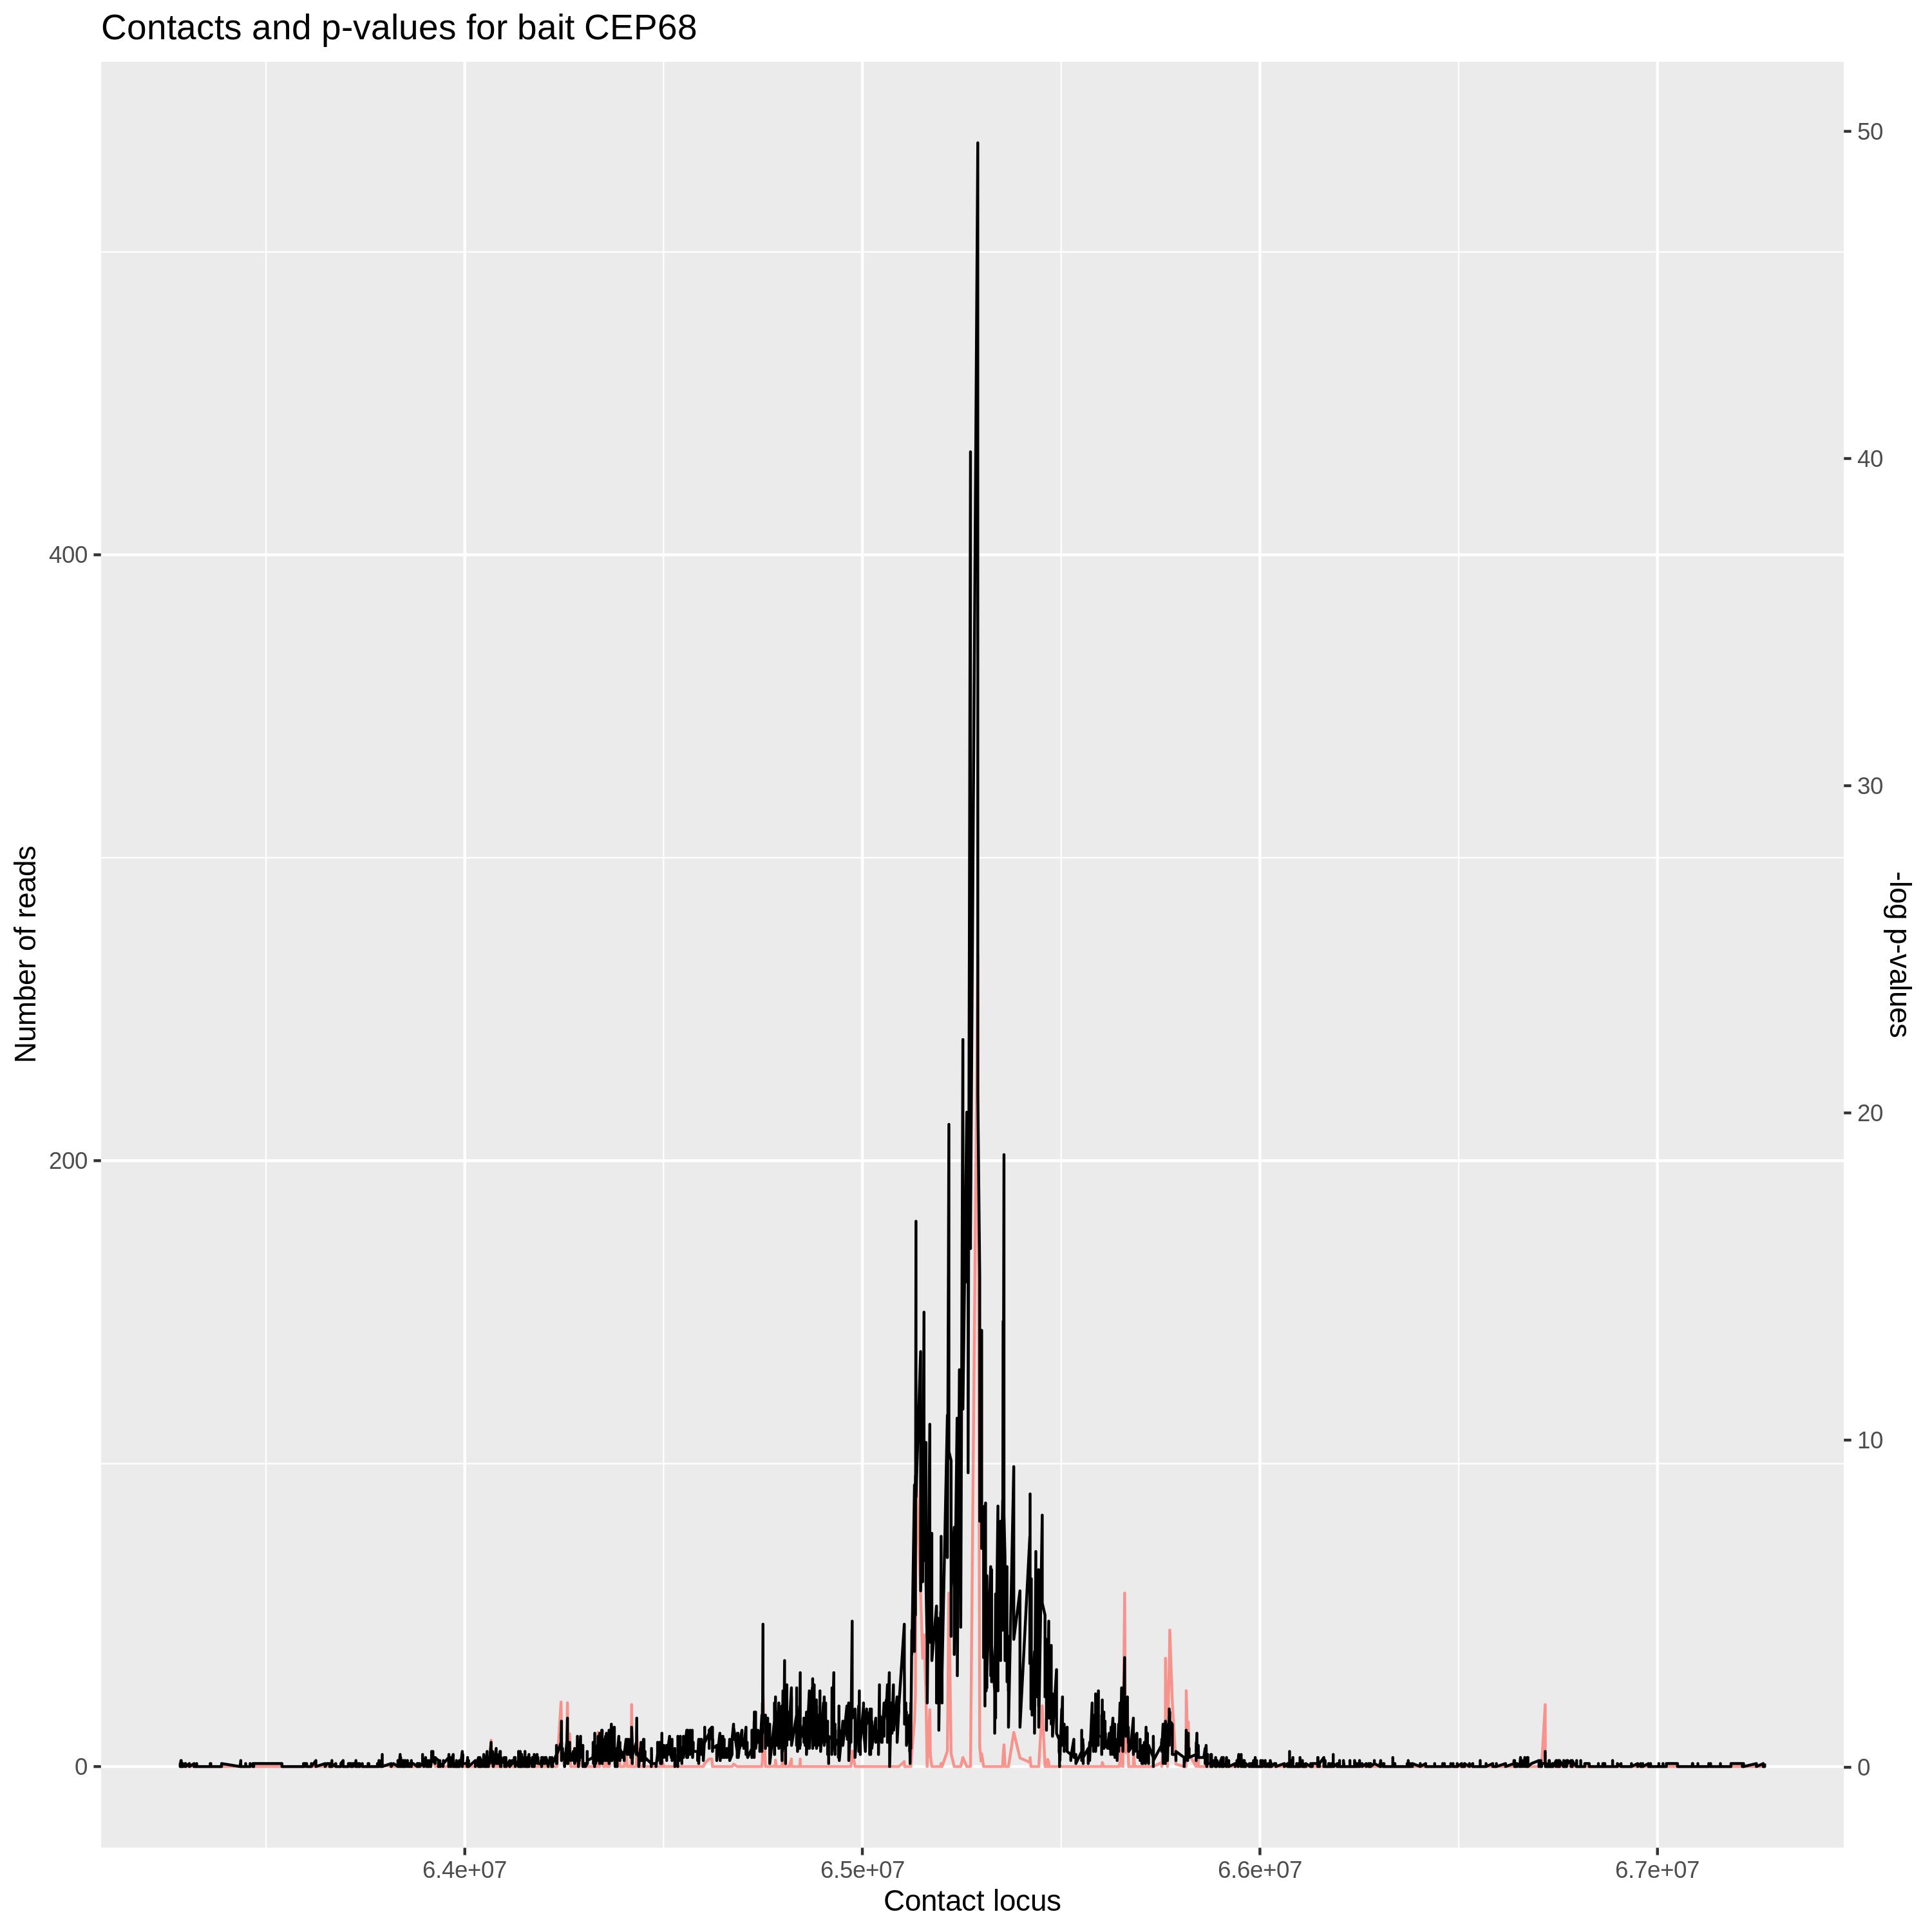 Contacts and p-values for bait CEP68
Number of reads
400
200
0
50
40
30
20
10
0
-log p-values
6.4e+07
6.5e+07
6.6e+07
6.7e+07
Contact locus